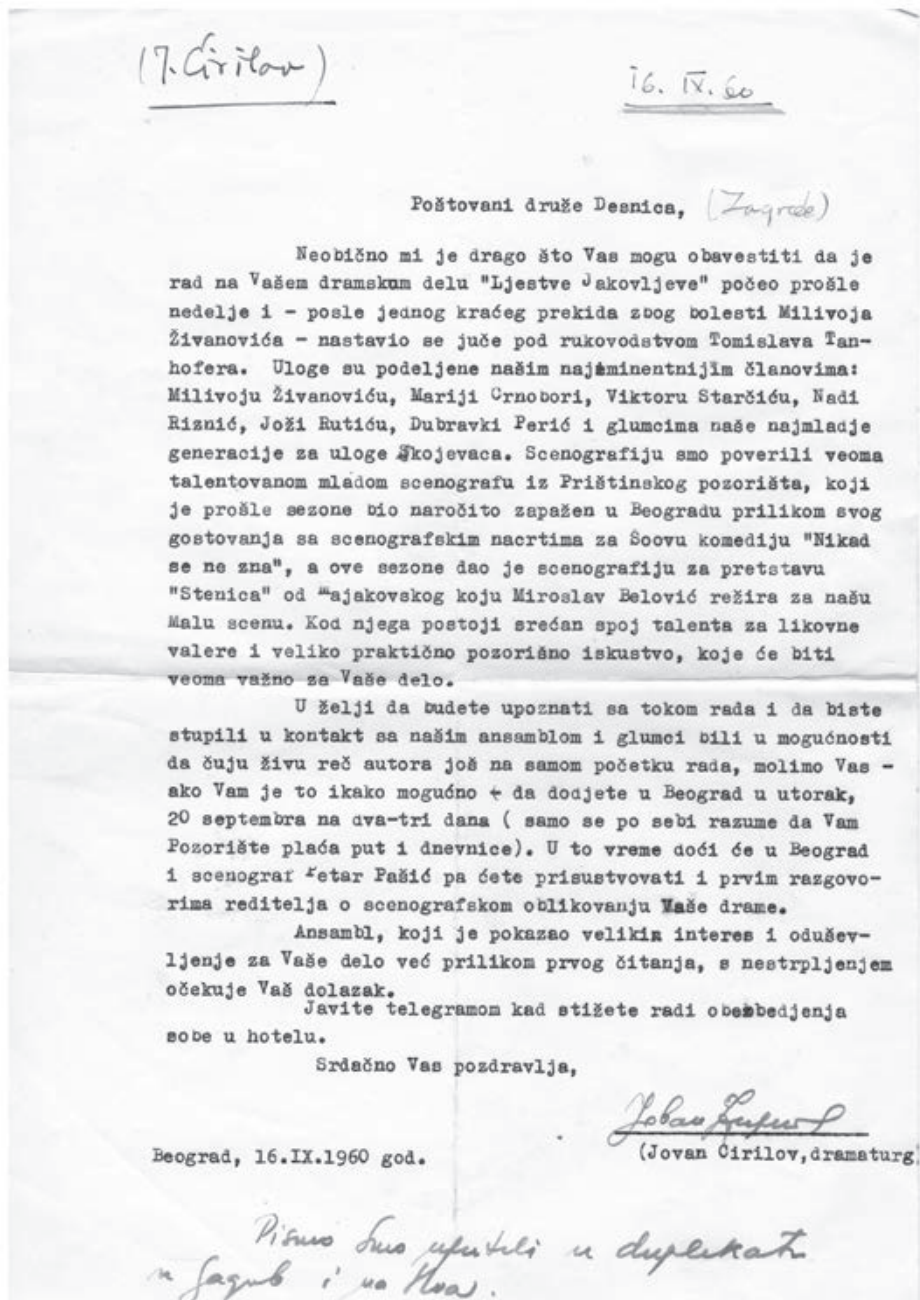 (J. Ćirilov)
16. IX. 60
Poštovani druže Desnica, (Zagreb)
Neobično mi je drago što Vas mogu obavestiti da je
rad na Vašem dramskom delu "Ljestve Jakovljeve" počeo prošle
nedelje i - posle jednog kraćeg prekida zbog bolesti Milivoja
Živanovića - nastavio se juče pod rukovodstvom Tomislava Tan-
hofera. Uloge su podeljene našim najeminentnijim članovima:
Milivoju Živanoviću, Mariji Crnobori, Viktoru Starčiću, Nadi
Riznić, Joži Rutiću, Dubravki Perić i glumcima naše najmladje
generacije za uloge Skojevaca. Scenografiju smo poverili veoma
talentovanom mladom scenografu iz Prištinskog pozorišta, koji
je prošle sezone bio naročito zapažen u Beogradu prilikom svog
gostovanja sa scenografskim nacrtima za Šoovu komediju "Nikad
se ne zna", a ove sezone dao je scenografiju za pretstavu
"Stenica" od Majakovskog koju Miroslav Belović režira za našu
Malu scenu. Kod njega postoji srećan spoj talenta za likovne
valere i veliko praktično pozorišno iskustvo, koje će biti
veoma važno za Vaše delo.
U želji da budete upoznati sa tokom rada i da biste
stupili u kontakt sa našim ansamblom i glumci bili u mogućnosti
da čuju živu reč autora još na samom početku rada, molimo Vas -
ako Vam je to ikako mogućno - da dodjete u Beograd u utorak,
20 septembra na dva-tri dana ( samo se po sebi razume da Vam
Pozorište plaća put i dnevnice). U to vreme doći će u Beograd
i scenograf Petar Pašić pa ćete prisustvovati i prvim razgovo-
rima reditelja o scenografskom oblikovanju Vaše drame.
Ansambl, koji je pokazao velikin interes i odušev-
ljenje za Vaše delo već prilikom prvog čitanja, s nestrpljenjem
očekuje Vaš dolazak.
Javite telegramom kad stižete radi obezbedjenja
sobe u hotelu.
Srdačno Vas pozdravlja,
Beograd, 16.IX.1960 god.
(Jovan Ćirilov,dramaturg
Pismo smo uputili u duplikatu
u Zagreb i na Hvar.